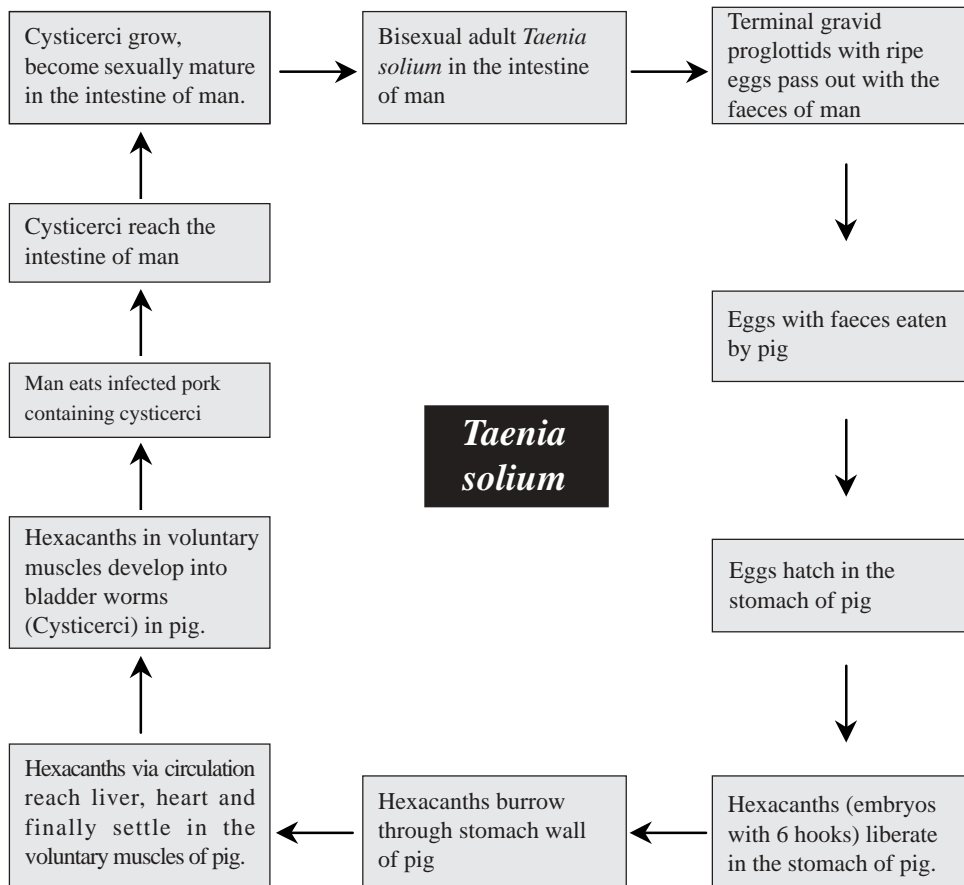 Cysticerci grow,
become sexually mature
in the intestine of man.
Bisexual adult Taenia
solium in the intestine
of man
Terminal gravid
proglottids with ripe
eggs pass out with the
faeces of man
Eggs with faeces eaten
by pig
Eggs hatch in the
stomach of pig
Hexacanths (embryos
with 6 hooks) liberate
in the stomach of pig.
Hexacanths burrow
through stomach wall
of pig
Hexacanths via circulation
reach liver, heart and
finally settle in the
voluntary muscles of pig.
Hexacanths in voluntary
muscles develop into
bladder worms
(Cysticerci) in pig.
Man eats infected pork
containing cysticerci
Cysticerci reach the
intestine of man
Taenia
solium